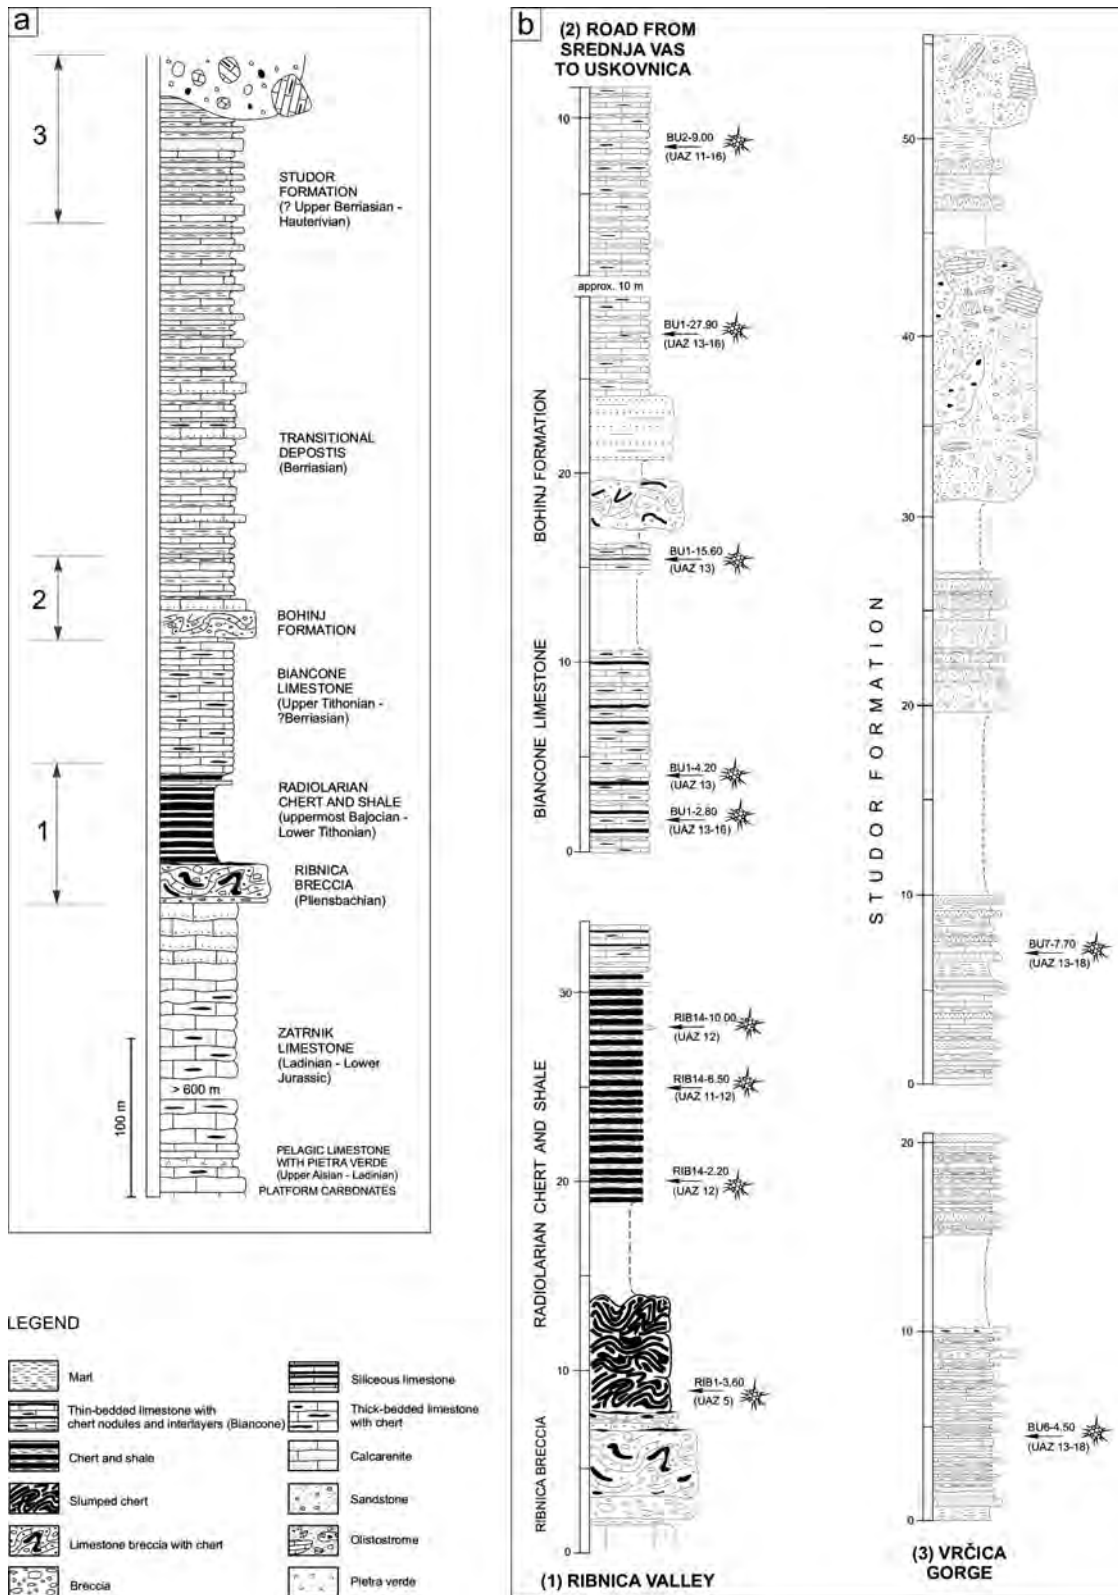 a
3
STUDOR
FORMATION
(? Upper Berriasian -
Hauterivian)
TRANSITIONAL
DEPOSTIS
(Berriasian)
2
BOHINJ
FORMATION
BIANCONE
LIMESTONE
(Upper Tithonian -
?Berriasian)
1
RADIOLARIAN
CHERT AND SHALE
(uppermost Bajocian -
Lower Tithonian)
RIBNICA
BRECCIA
(Pliensbachian)
ZATRNIK
LIMESTONE
(Ladinian - Lower
Jurassic)
> 600 m
100 m
PELAGIC LIMESTONE
WITH PIETRA VERDE
(Upper Aisian - Ladinian)
PLATFORM CARBONATES
LEGEND
Marl
Thin-bedded limestone with
chert nodules and interlayers (Biancone)
Chert and shale
Slumped chert
Limestone breccia with chert
Breccia
Siliceous limestone
Thick-bedded limestone
with chert
Calcarenite
Sandstone
Olistostrome
Pietra verde
b
(2) ROAD FROM
SREDNJA VAS
TO USKOVNICA
10
BU2-9.00
(UAZ 11-16)
approx. 10 m
BU1-27.90
(UAZ 13-16)
BOHINJ FORMATION
20
BU1-15.60
(UAZ 13)
BIANCONE LIMESTONE
10
BU1-4.20
(UAZ 13)
BU1-2.80
(UAZ 13-16)
0
RADIOLARIAN CHERT AND SHALE
30
RIB14-10.00
(UAZ 12)
RIB14-6.50
(UAZ 11-12)
RIB14-2.20
(UAZ 12)
20
10
RIB1-3.60
(UAZ 5)
RIBNICA BRECCIA
0
(1) RIBNICA VALLEY
STUDOR FORMATION
50
40
30
20
10
BU7-7.70
(UAZ 13-18)
0
20
10
BU6-4.50
(UAZ 13-18)
0
(3) VRČICA
GORGE